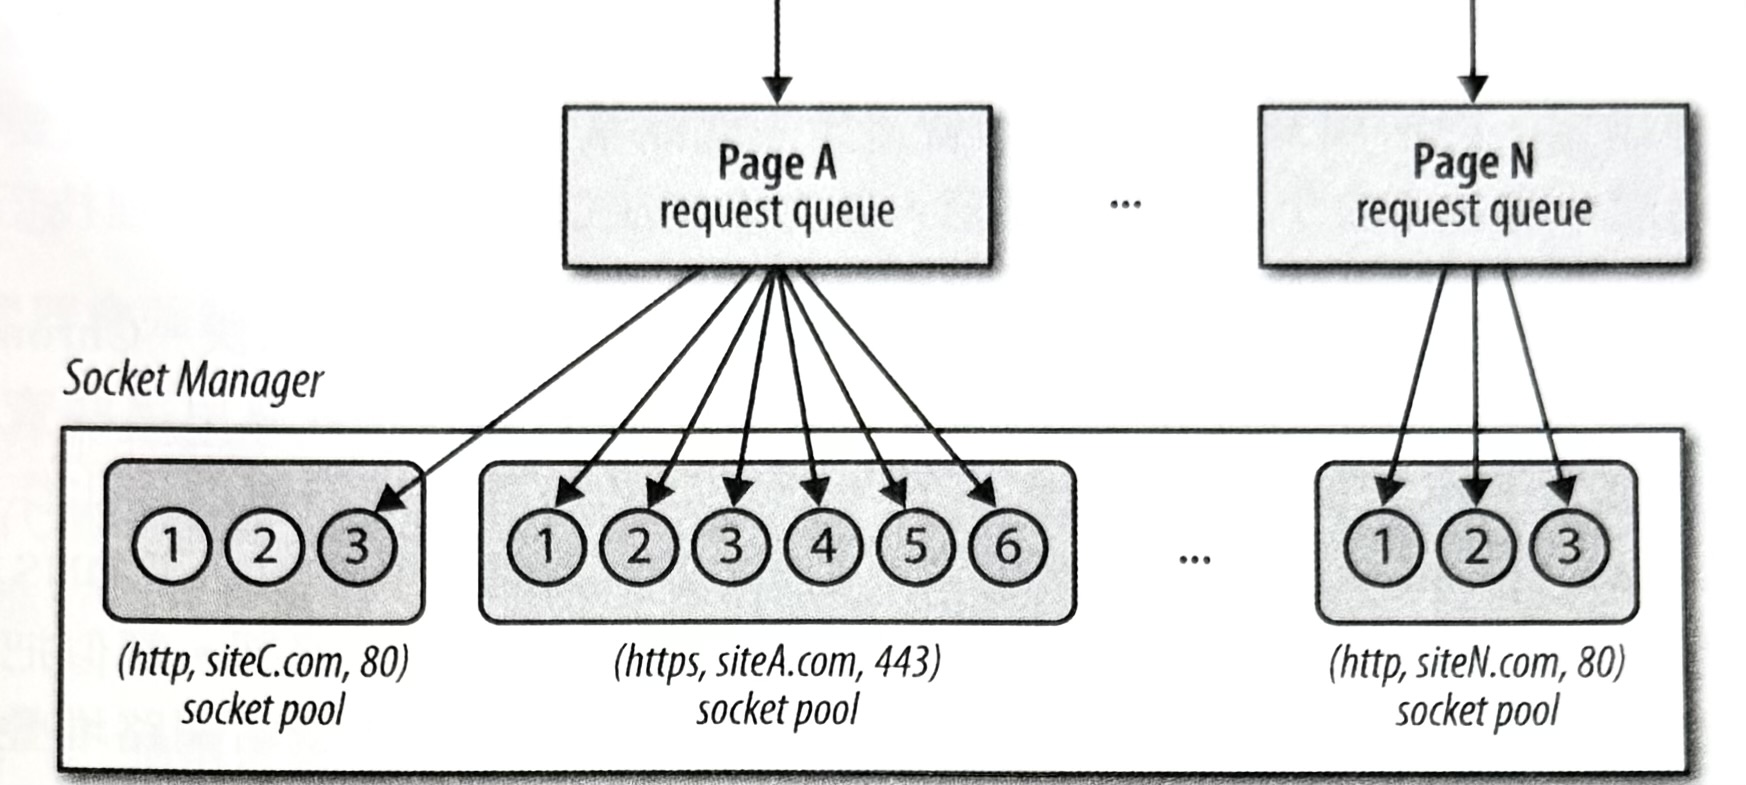 Page A
request queue
...
Page N
request queue
Socket Manager
1 2 3
1 2 3 4 5 6
...
1 2 3
(http, siteC.com, 80)
socket pool
(https, siteA.com, 443)
socket pool
(http, siteN.com, 80)
socket pool